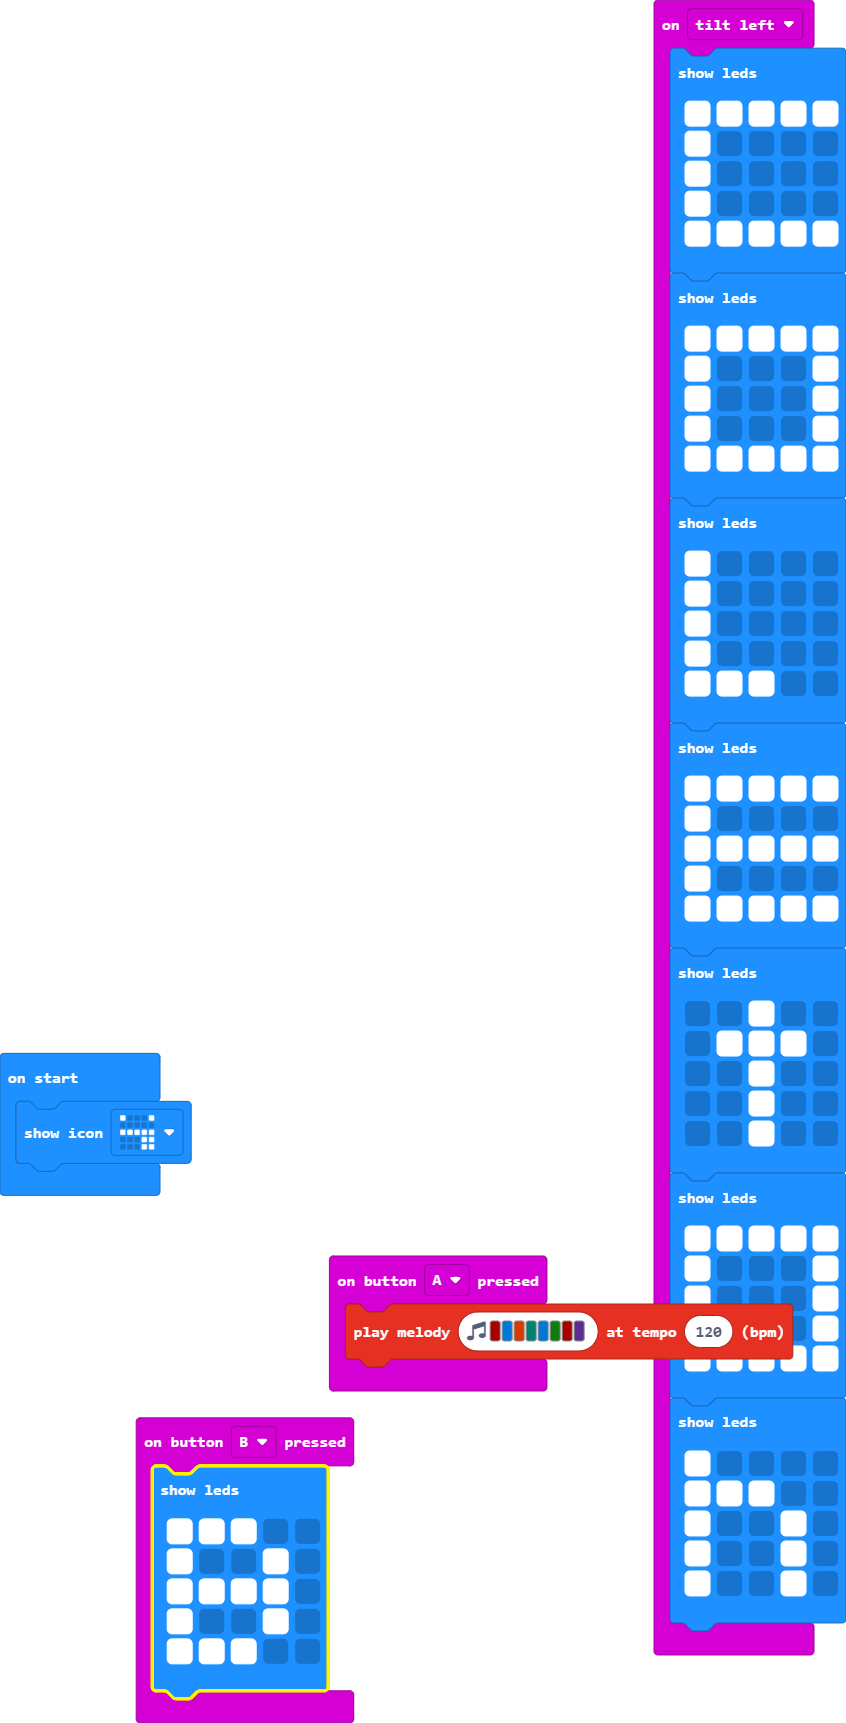 on tilt left
show leds
show leds
show leds
show leds
show leds
on start
show icon
show leds
on button A pressed
play melody at tempo 120 (bpm)
show leds
on button B pressed
show leds